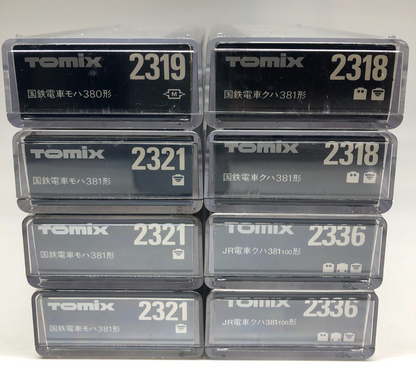 TOMIX 2319
国鉄電車モハ380形
M
TOMIX 2318
国鉄電車クハ381形
TOMIX 2321
国鉄電車モハ381形
TOMIX 2318
国鉄電車クハ381形
TOMIX 2321
国鉄電車モハ381形
TOMIX 2336
JR電車クハ381100形
TOMIX 2321
国鉄電車モハ381形
TOMIX 2336
JR電車クハ381100形